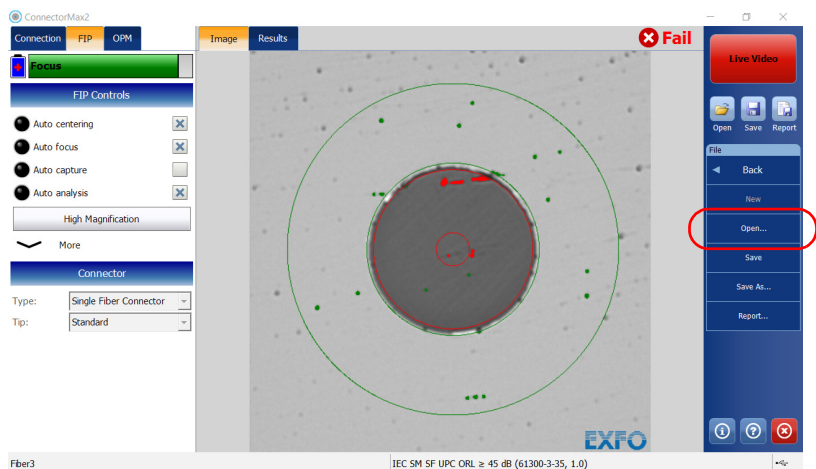 ConnectorMax2
Connection FIP OPM
Focus
FIP Controls
Auto centering
Auto focus
Auto capture
Auto analysis
High Magnification
More
Connector
Type: Single Fiber Connector
Tip: Standard
Image Results
Fail
EXFO
Live Video
Open Save Report
File
Back
New
Open...
Save
Save As...
Report...
Fiber3
IEC SM SF UPC ORL ≥ 45 dB (61300-3-35, 1.0)